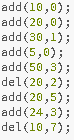 add(10,0);
add(20,0);
add(30,1);
add(5,0);
add(50,3);
del(20,2);
add(20,5);
add(24,3);
del(10,7);